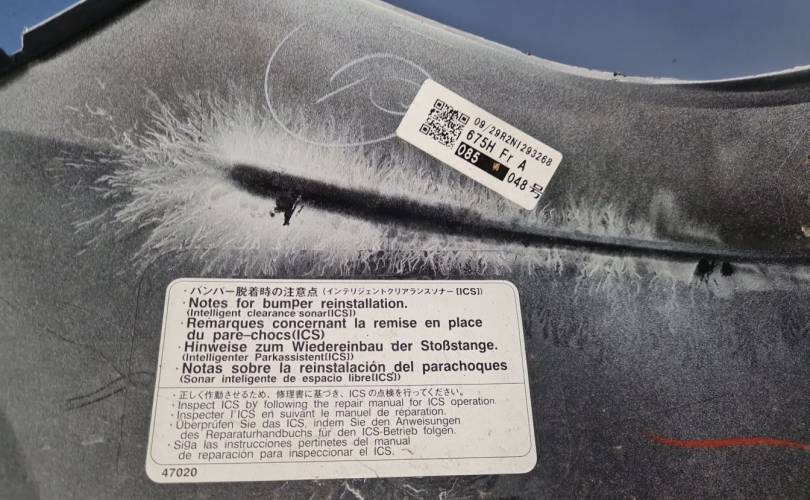 09/29R2N1293268
675H Fr A
085 048号
・バンパー脱着時の注意点 (インテリジェントクリアランスソナー[ICS])
・Notes for bumper reinstallation.
(Intelligent clearance sonar[ICS])
・Remarques concernant la remise en place
du pare-chocs(ICS)
・Hinweise zum Wiedereinbau der Stoßstange.
(Intelligenter Parkassistent[ICS])
・Notas sobre la reinstalación del parachoques
(Sonar inteligente de espacio libre[ICS])
・正しく作動させるため、修理書に基づき、ICSの点検を行ってください。
・Inspect ICS by following the repair manual for ICS operation.
・Inspecter l'ICS en suivant le manuel de réparation.
・Überprüfen Sie das ICS, indem Sie den Anweisungen
des Reparaturhandbuchs für den ICS-Betrieb folgen.
・Siga las instrucciones pertinetes del manual
de reparación para inspeccionar el ICS.
47020